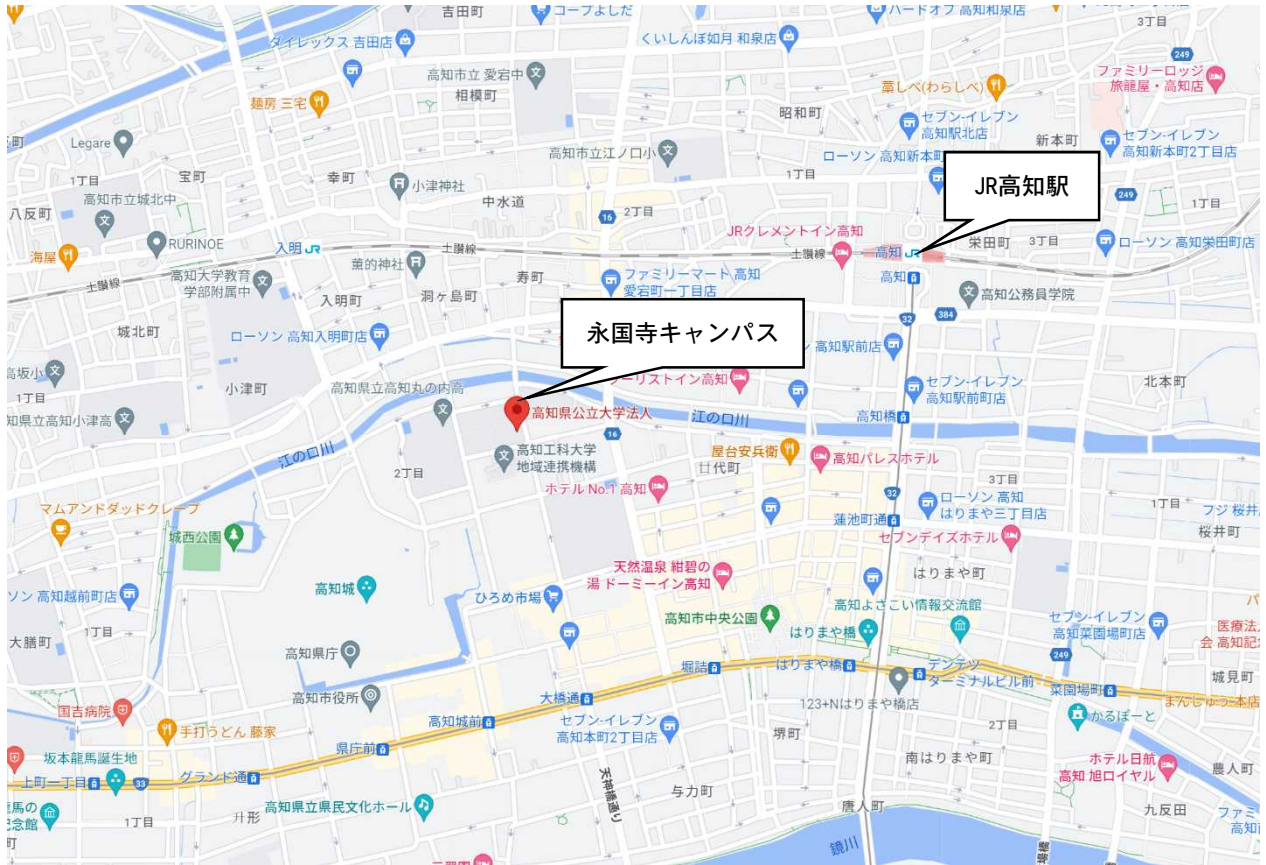 吉田町
コープよしだ
ハードオフ 高知和泉店
3丁目
ダイレックス 吉田店
くいしんぼ如月 和泉店
249
高知市立 愛宕中
相模町
ファミリーロッジ
旅籠屋・高知店
藁しべ(わらしべ)
麺房 三宅
昭和町
セブン-イレブン
高知駅北店
新本町
セブン-イレブン
高知新本町2丁目店
Legare
高知市立江ノ口小
ローソン 高知新本町
JR高知駅
1丁目
宝町
幸町
小津神社
1丁目
249
1丁目
高知市立城北中
中水道
八反町
16
2丁目
JRクレメントイン高知
RURINOE
入明
JR
土讃線
土讃線
高知
JR
栄田町
3丁目
ローソン 高知栄田町店
海屋
薫的神社
高知大学教育
学部附属中
寿町
ファミリーマート 高知
愛宕町一丁目店
高知
高知公務員学院
土讃線
入明町
洞ヶ島町
32
384
城北町
ローソン 高知入明町店
永国寺キャンパス
高知駅前店
高坂小
1丁目
小津町
高知県立高知丸の内高
ーリストイン高知
セブン-イレブン
高知駅前町店
北本町
知県立高知小津高
高知県公立大学法人
江の口川
高知橋
16
江の口川
2丁目
高知工科大学
地域連携機構
屋台安兵衛
廿代町
高知パレスホテル
ホテル No.1 高知
3丁目
32
ローソン 高知
はりまや三丁目店
1丁目
フジ 桜井
マムアンドダッドクレープ
蓮池町通
セブンデイズホテル
桜井町
城西公園
天然温泉 紺碧の
湯 ドーミーイン高知
はりまや町
高知城
ソン 高知越前町店
ひろめ市場
高知よさこい情報交流館
高知市中央公園
はりまや橋
セブン-イレブン
高知菜園場町店
1丁目
大膳町
医療法人
会 高知記
高知県庁
249
堀詰
はりまや橋
デンテツ
ターミナルビル前
城見町
高知市役所
大橋通
菜園場町
まんしゅう 本店
国吉病院
123+Nはりまや橋店
高知城前
セブン-イレブン
高知本町2丁目店
かるぽーと
手打うどん 藤家
堺町
2丁目
県庁前
坂本龍馬誕生地
南はりまや町
ホテル日航
高知 旭ロイヤル
上町一丁目
33
グランド通
農人町
天神橋通り
与力町
龍馬の
記念館
1丁目
升形
高知県立県民文化ホール
唐人町
九反田
ファミ
高知
鏡川
三翠園